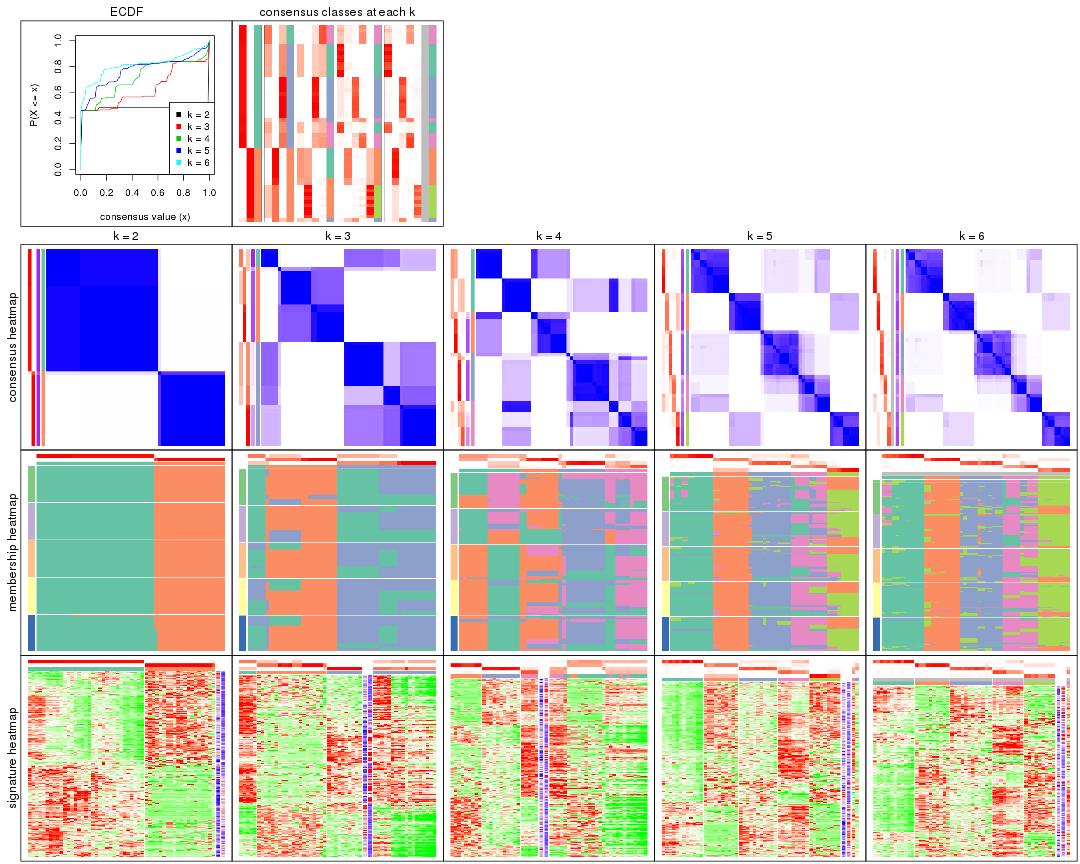 ECDF
consensus classes at each k
P(X <= x)
0.0 0.2 0.4 0.6 0.8 1.0
k = 2
k = 3
k = 4
k = 5
k = 6
0.0 0.2 0.4 0.6 0.8 1.0
consensus value (x)
k = 2 k = 3 k = 4 k = 5 k = 6
consensus heatmap
membership heatmap
signature heatmap